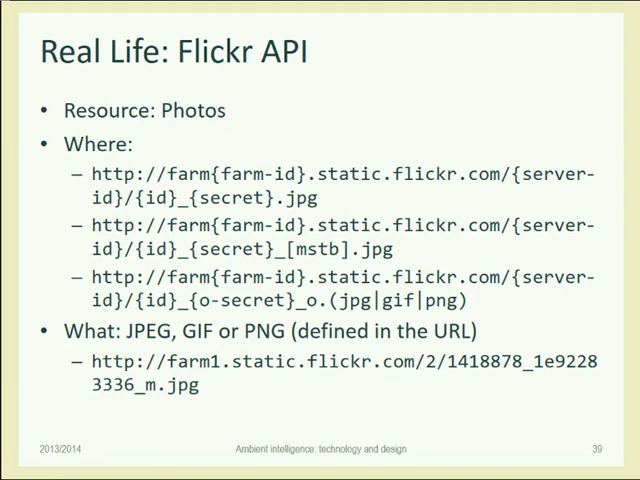 Real Life: Flickr API
• Resource: Photos
• Where:
– http://farm{farm-id}.static.flickr.com/{server-
id}/{id}_{secret}.jpg
– http://farm{farm-id}.static.flickr.com/{server-
id}/{id}_{secret}_[mstb].jpg
– http://farm{farm-id}.static.flickr.com/{server-
id}/{id}_{o-secret}_o.(jpg|gif|png)
• What: JPEG, GIF or PNG (defined in the URL)
– http://farm1.static.flickr.com/2/1418878_1e9228
3336_m.jpg
2013/2014
Ambient intelligence: technology and design
39